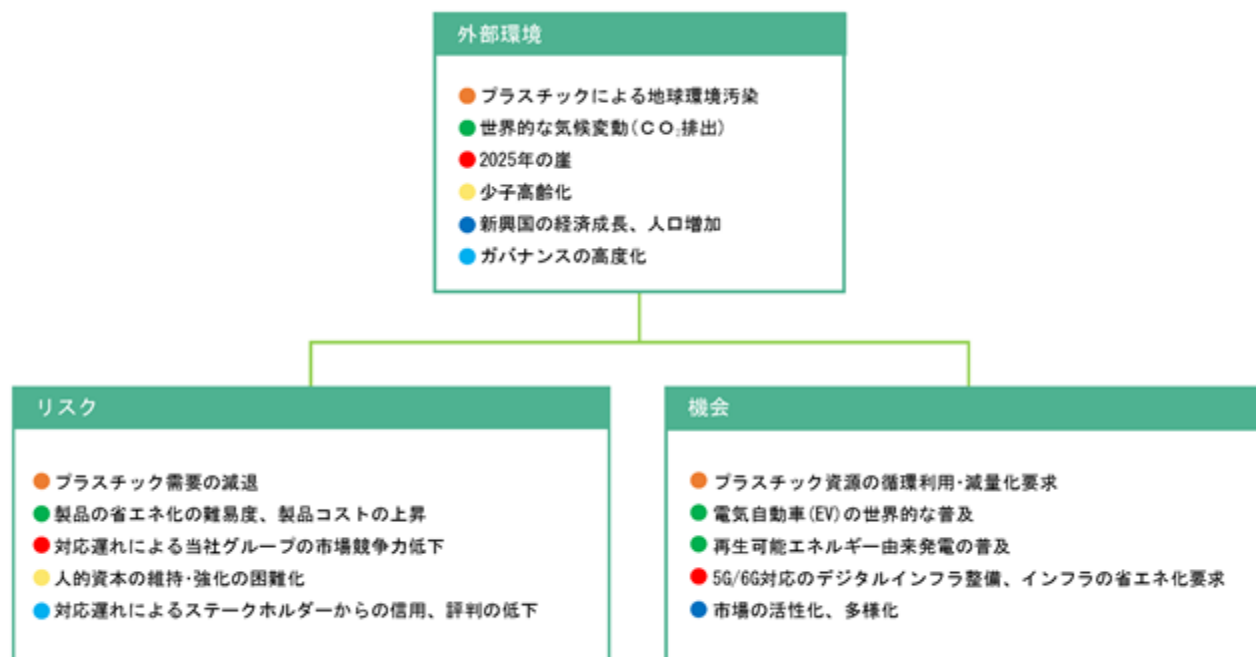 外部環境
プラスチックによる地球環境汚染
世界的な気候変動(CO₂排出)
2025年の崖
少子高齢化
新興国の経済成長、人口増加
ガバナンスの高度化
リスク
プラスチック需要の減退
製品の省エネ化の難易度、製品コストの上昇
対応遅れによる当社グループの市場競争力低下
人的資本の維持・強化の困難化
対応遅れによるステークホルダーからの信用、評判の低下
機会
プラスチック資源の循環利用・減量化要求
電気自動車(EV)の世界的な普及
再生可能エネルギー由来発電の普及
5G/6G対応のデジタルインフラ整備、インフラの省エネ化要求
市場の活性化、多様化